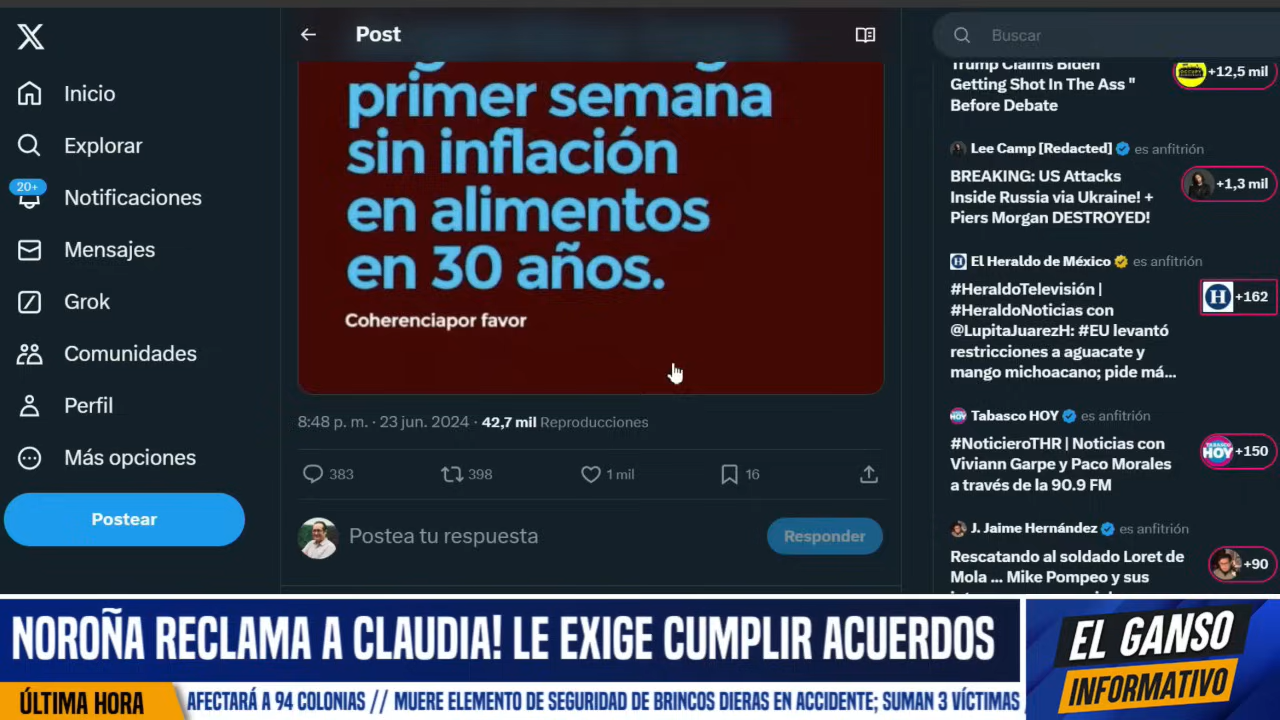 Post
Buscar
Inicio
Explorar
20+
Notificaciones
Mensajes
Grok
Comunidades
Perfil
Más opciones
Postear
primer semana
sin inflación
en alimentos
en 30 años.
Coherenciapor favor
8:48 p. m. · 23 jun. 2024 · 42,7 mil Reproducciones
383
398
1 mil
16
Postea tu respuesta
Responder
Trump Claims Biden
Getting Shot In The Ass "
Before Debate
+12,5 mil
Lee Camp [Redacted] es anfitrión
BREAKING: US Attacks
Inside Russia via Ukraine! +
Piers Morgan DESTROYED!
+1,3 mil
El Heraldo de México es anfitrión
#HeraldoTelevisión |
#HeraldoNoticias con
@LupitaJuarezH: #EU levantó
restricciones a aguacate y
mango michoacano; pide má...
H +162
Tabasco HOY es anfitrión
#NoticieroTHR | Noticias con
Viviann Garpe y Paco Morales
a través de la 90.9 FM
HOY +150
J. Jaime Hernández es anfitrión
Rescatando al soldado Loret de
Mola ... Mike Pompeo y sus
+90
NOROÑA RECLAMA A CLAUDIA! LE EXIGE CUMPLIR ACUERDOS
EL GANSO
INFORMATIVO
ÚLTIMA HORA
AFECTARÁ A 94 COLONIAS // MUERE ELEMENTO DE SEGURIDAD DE BRINCOS DIERAS EN ACCIDENTE; SUMAN 3 VÍCTIMAS